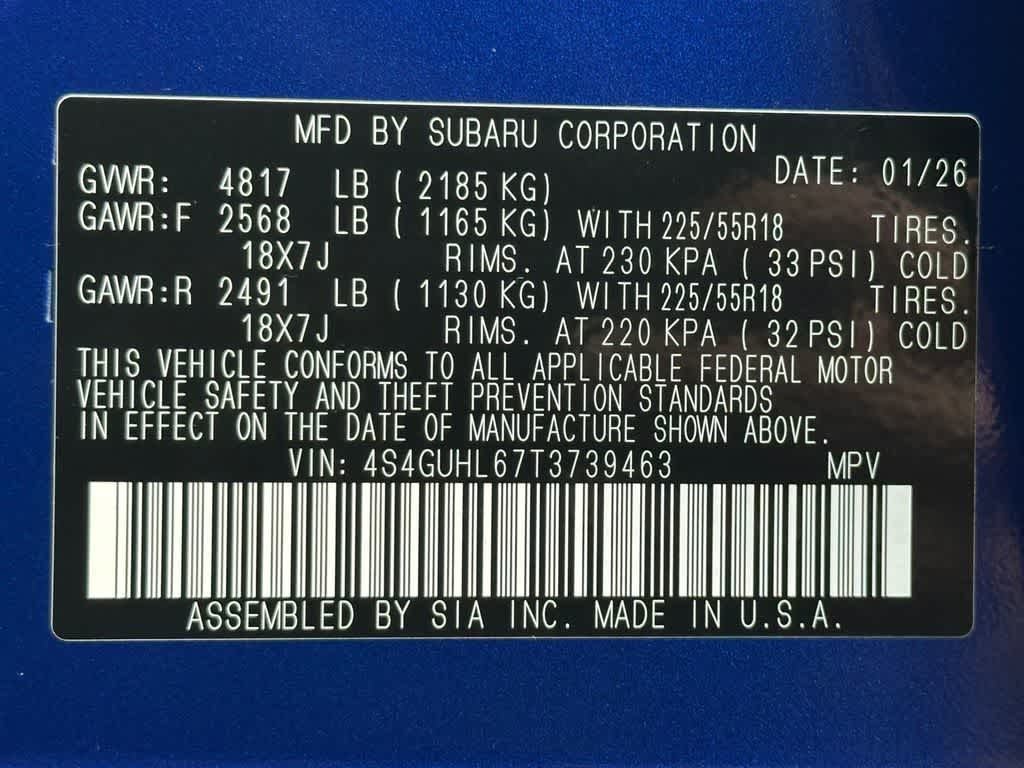 MFD BY SUBARU CORPORATION
DATE: 01/26
GVWR: 4817 LB ( 2185 KG)
GAWR:F 2568 LB ( 1165 KG) WITH 225/55R18 TIRES.
18X7J RIMS. AT 230 KPA ( 33 PSI) COLD
GAWR:R 2491 LB ( 1130 KG) WITH 225/55R18 TIRES.
18X7J RIMS. AT 220 KPA ( 32 PSI) COLD
THIS VEHICLE CONFORMS TO ALL APPLICABLE FEDERAL MOTOR
VEHICLE SAFETY AND THEFT PREVENTION STANDARDS
IN EFFECT ON THE DATE OF MANUFACTURE SHOWN ABOVE.
VIN: 4S4GUHL67T3739463 MPV
ASSEMBLED BY SIA INC. MADE IN U.S.A.